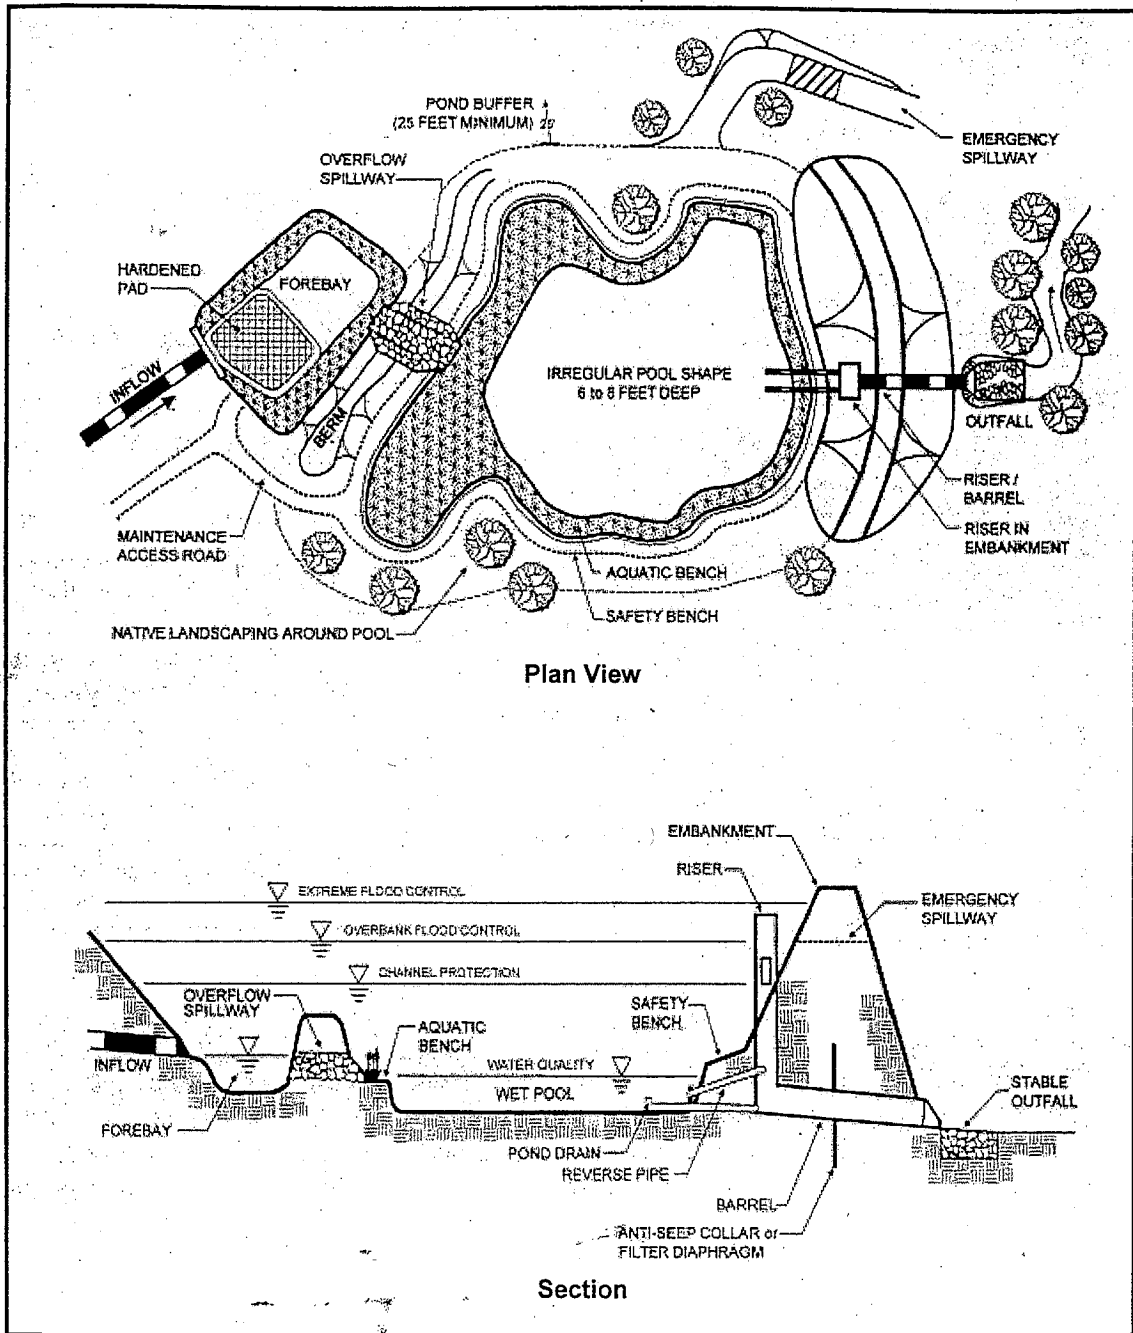 POND BUFFER
(25 FEET MINIMUM) 25'
EMERGENCY
SPILLWAY
OVERFLOW
SPILLWAY
HARDENED
PAD
FOREBAY
INFLOW
IRREGULAR POOL SHAPE
6 to 8 FEET DEEP
BERM
OUTFALL
RISER /
BARREL
RISER IN
EMBANKMENT
MAINTENANCE
ACCESS ROAD
AQUATIC BENCH
SAFETY BENCH
NATIVE LANDSCAPING AROUND POOL
Plan View
EMBANKMENT
RISER
EXTREME FLOOD CONTROL
EMERGENCY
SPILLWAY
OVERBANK FLOOD CONTROL
CHANNEL PROTECTION
OVERFLOW
SPILLWAY
SAFETY
BENCH
AQUATIC
BENCH
INFLOW
WATER QUALITY
WET POOL
STABLE
OUTFALL
FOREBAY
POND DRAIN
REVERSE PIPE
BARREL
ANTI-SEEP COLLAR or
FILTER DIAPHRAGM
Section